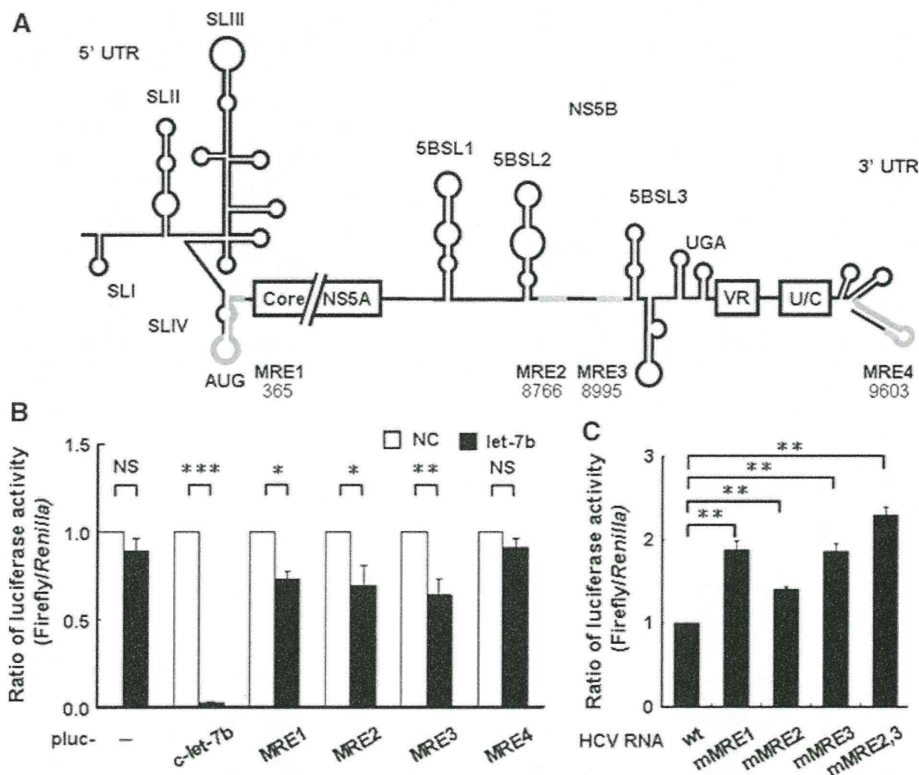 A
5' UTR
SLIII
SLII
NS5B
5BSL1
5BSL2
3' UTR
5BSL3
UGA
SLI
Core
NS5A
VR
U/C
SLIV
AUG
MRE1
365
MRE2
8766
MRE3
8995
MRE4
9603
B
NC
let-7b
Ratio of luciferase activity
(Firefly/Renilla)
1.5
1.0
0.5
0.0
NS
***
*
*
**
NS
pluc-
–
c-let-7b
MRE1
MRE2
MRE3
MRE4
C
Ratio of luciferase activity
(Firefly/Renilla)
3
2
1
0
**
**
**
**
HCV RNA
wt
mMRE1
mMRE2
mMRE3
mMRE2,3